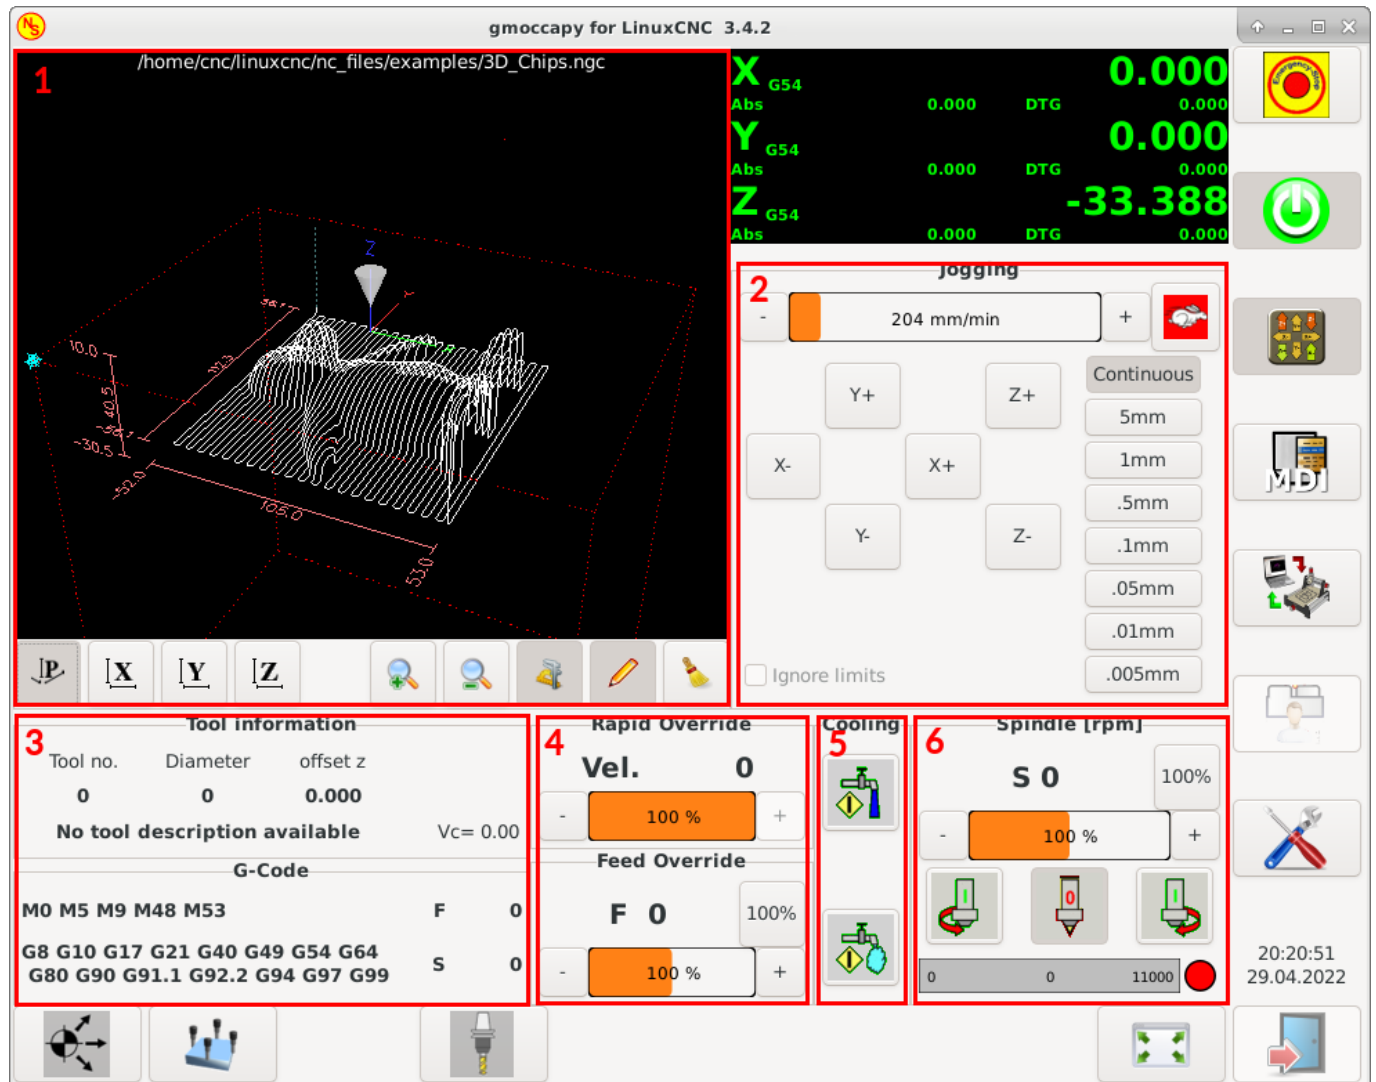 NS
gmoccapy for LinuxCNC 3.4.2
1
/home/cnc/linuxcnc/nc_files/examples/3D_Chips.ngc
Z
Y
10.0
40.5
-30.5
-52.0
105.0
53.0
P
X
Y
Z
X G54 0.000
Abs 0.000 DTG 0.000
Y G54 0.000
Abs 0.000 DTG 0.000
Z G54 -33.388
Abs 0.000 DTG 0.000
Emergency-Stop
2
Jogging
- 204 mm/min +
Y+ Z+
X- X+
Y- Z-
Continuous
5mm
1mm
.5mm
.1mm
.05mm
.01mm
.005mm
Ignore limits
MDI
3
Tool information
Tool no. Diameter offset z
0 0 0.000
No tool description available Vc= 0.00
G-Code
M0 M5 M9 M48 M53 F 0
G8 G10 G17 G21 G40 G49 G54 G64
G80 G90 G91.1 G92.2 G94 G97 G99
S 0
4
Rapid Override
Vel. 0
- 100 % +
Feed Override
F 0 100%
- 100 % +
5
Cooling
6
Spindle [rpm]
S 0 100%
- 100 % +
I 0 I
0 0 11000
20:20:51
29.04.2022